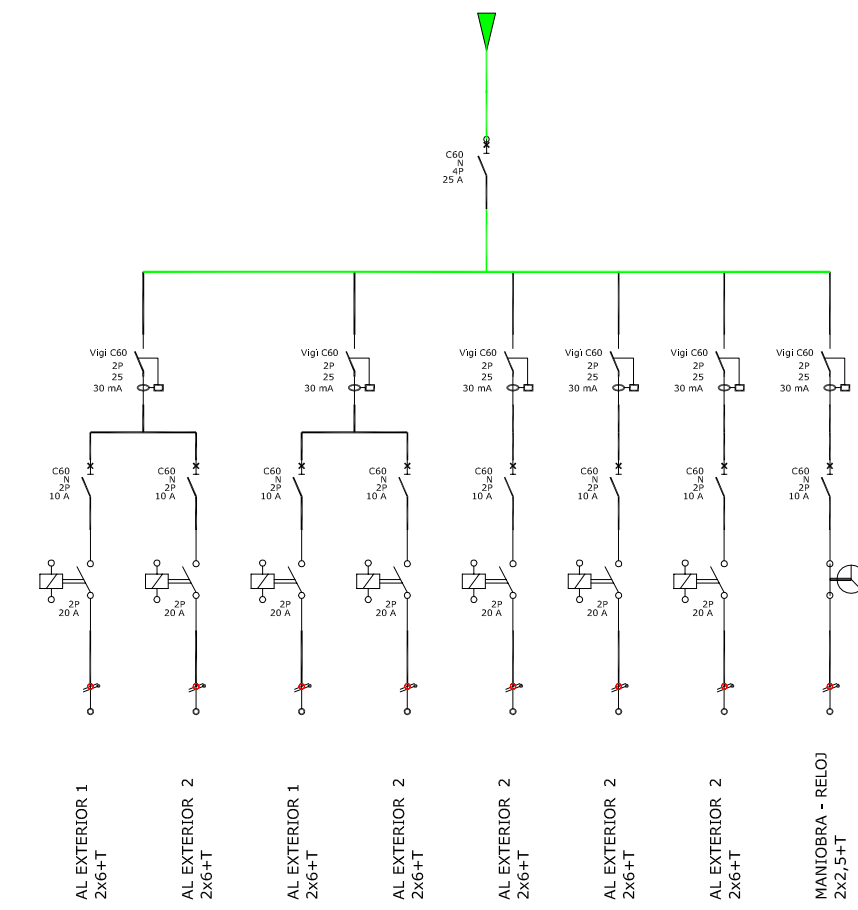 C60
N
4P
25 A
Vigi C60
2P
25
30 mA
Vigi C60
2P
25
30 mA
Vigi C60
2P
25
30 mA
Vigi C60
2P
25
30 mA
Vigi C60
2P
25
30 mA
Vigi C60
2P
25
30 mA
C60
N
2P
10 A
C60
N
2P
10 A
C60
N
2P
10 A
C60
N
2P
10 A
C60
N
2P
10 A
C60
N
2P
10 A
C60
N
2P
10 A
C60
N
2P
10 A
2P
20 A
2P
20 A
2P
20 A
2P
20 A
2P
20 A
2P
20 A
2P
20 A
AL EXTERIOR 1
2x6+T
AL EXTERIOR 2
2x6+T
AL EXTERIOR 1
2x6+T
AL EXTERIOR 2
2x6+T
AL EXTERIOR 2
2x6+T
AL EXTERIOR 2
2x6+T
AL EXTERIOR 2
2x6+T
MANIOBRA - RELOJ
2x2,5+T